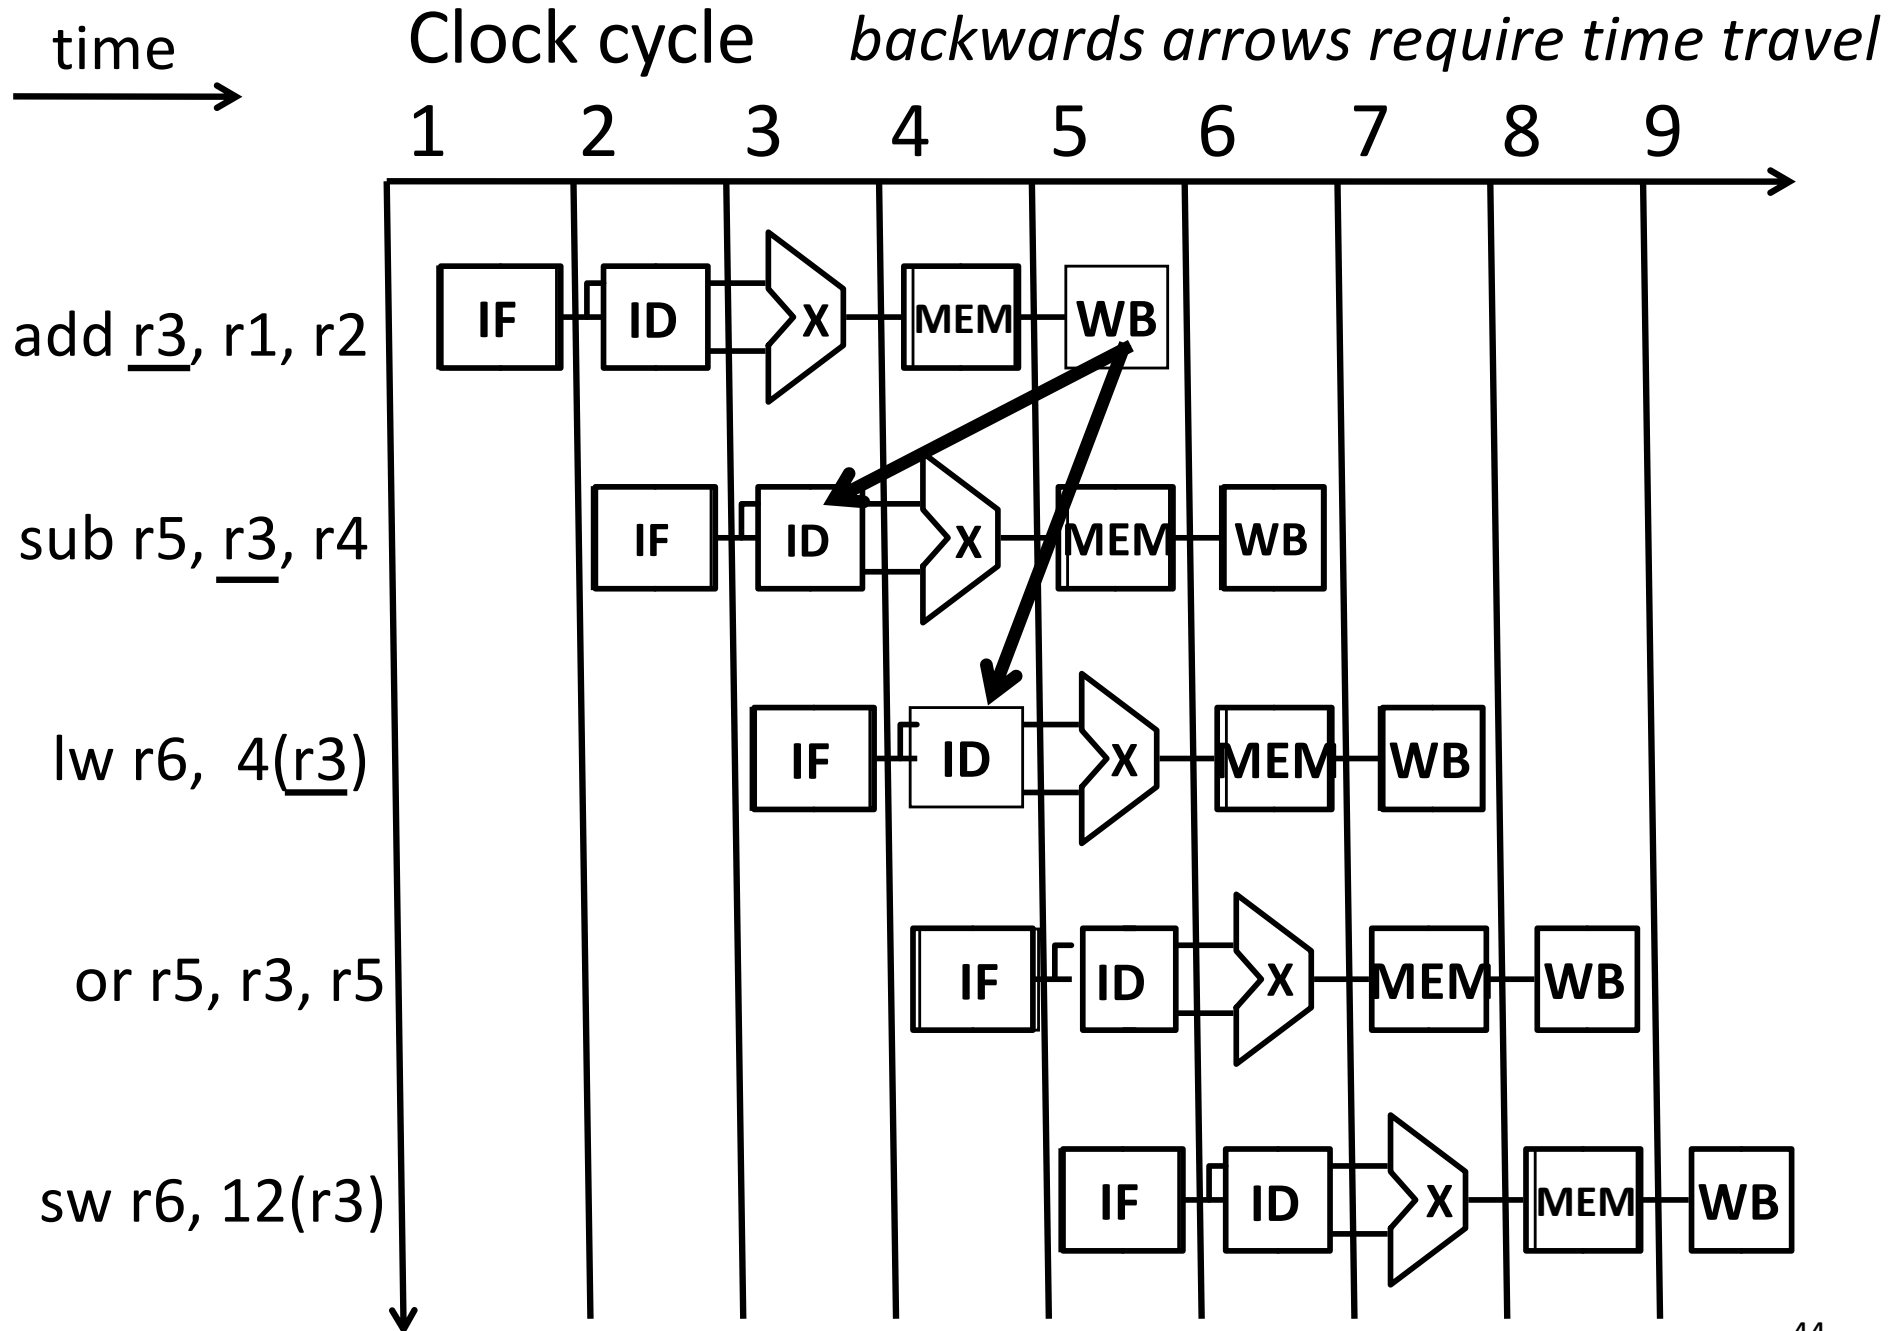 time Clock cycle backwards arrows require time travel
1 2 3 4 5 6 7 8 9
add r3, r1, r2 IF ID X MEM WB
sub r5, r3, r4 IF ID X MEM WB
lw r6, 4(r3) IF ID X MEM WB
or r5, r3, r5 IF ID X MEM WB
sw r6, 12(r3) IF ID X MEM WB